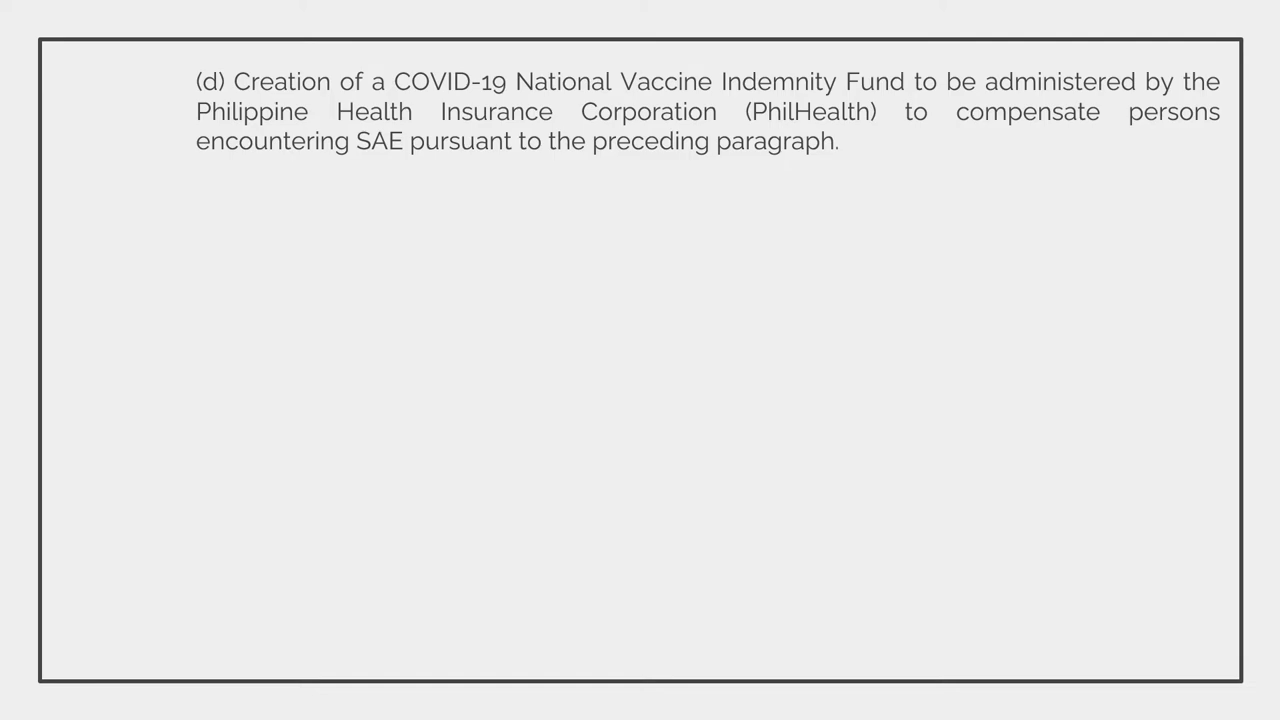 (d) Creation of a COVID-19 National Vaccine Indemnity Fund to be administered by the
Philippine Health Insurance Corporation (PhilHealth) to compensate persons
encountering SAE pursuant to the preceding paragraph.